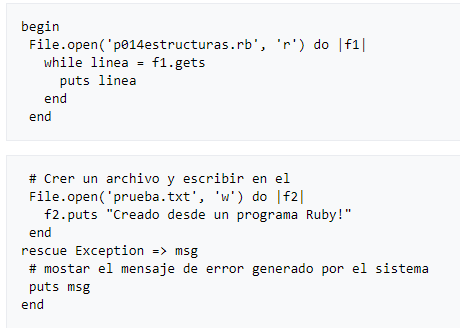 begin
 File.open('p014estructuras.rb', 'r') do |f1|
   while linea = f1.gets
     puts linea
   end
 end
 # Crer un archivo y escribir en el
 File.open('prueba.txt', 'w') do |f2|
   f2.puts "Creado desde un programa Ruby!"
 end
rescue Exception => msg
 # mostar el mensaje de error generado por el sistema
 puts msg
end